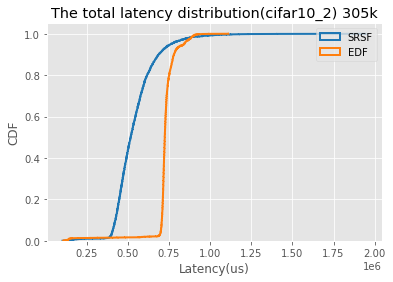 The total latency distribution(cifar10_2) 305k
SRSF
EDF
1.0
0.8
0.6
0.4
0.2
0.0
CDF
0.25 0.50 0.75 1.00 1.25 1.50 1.75 2.00
1e6
Latency(us)